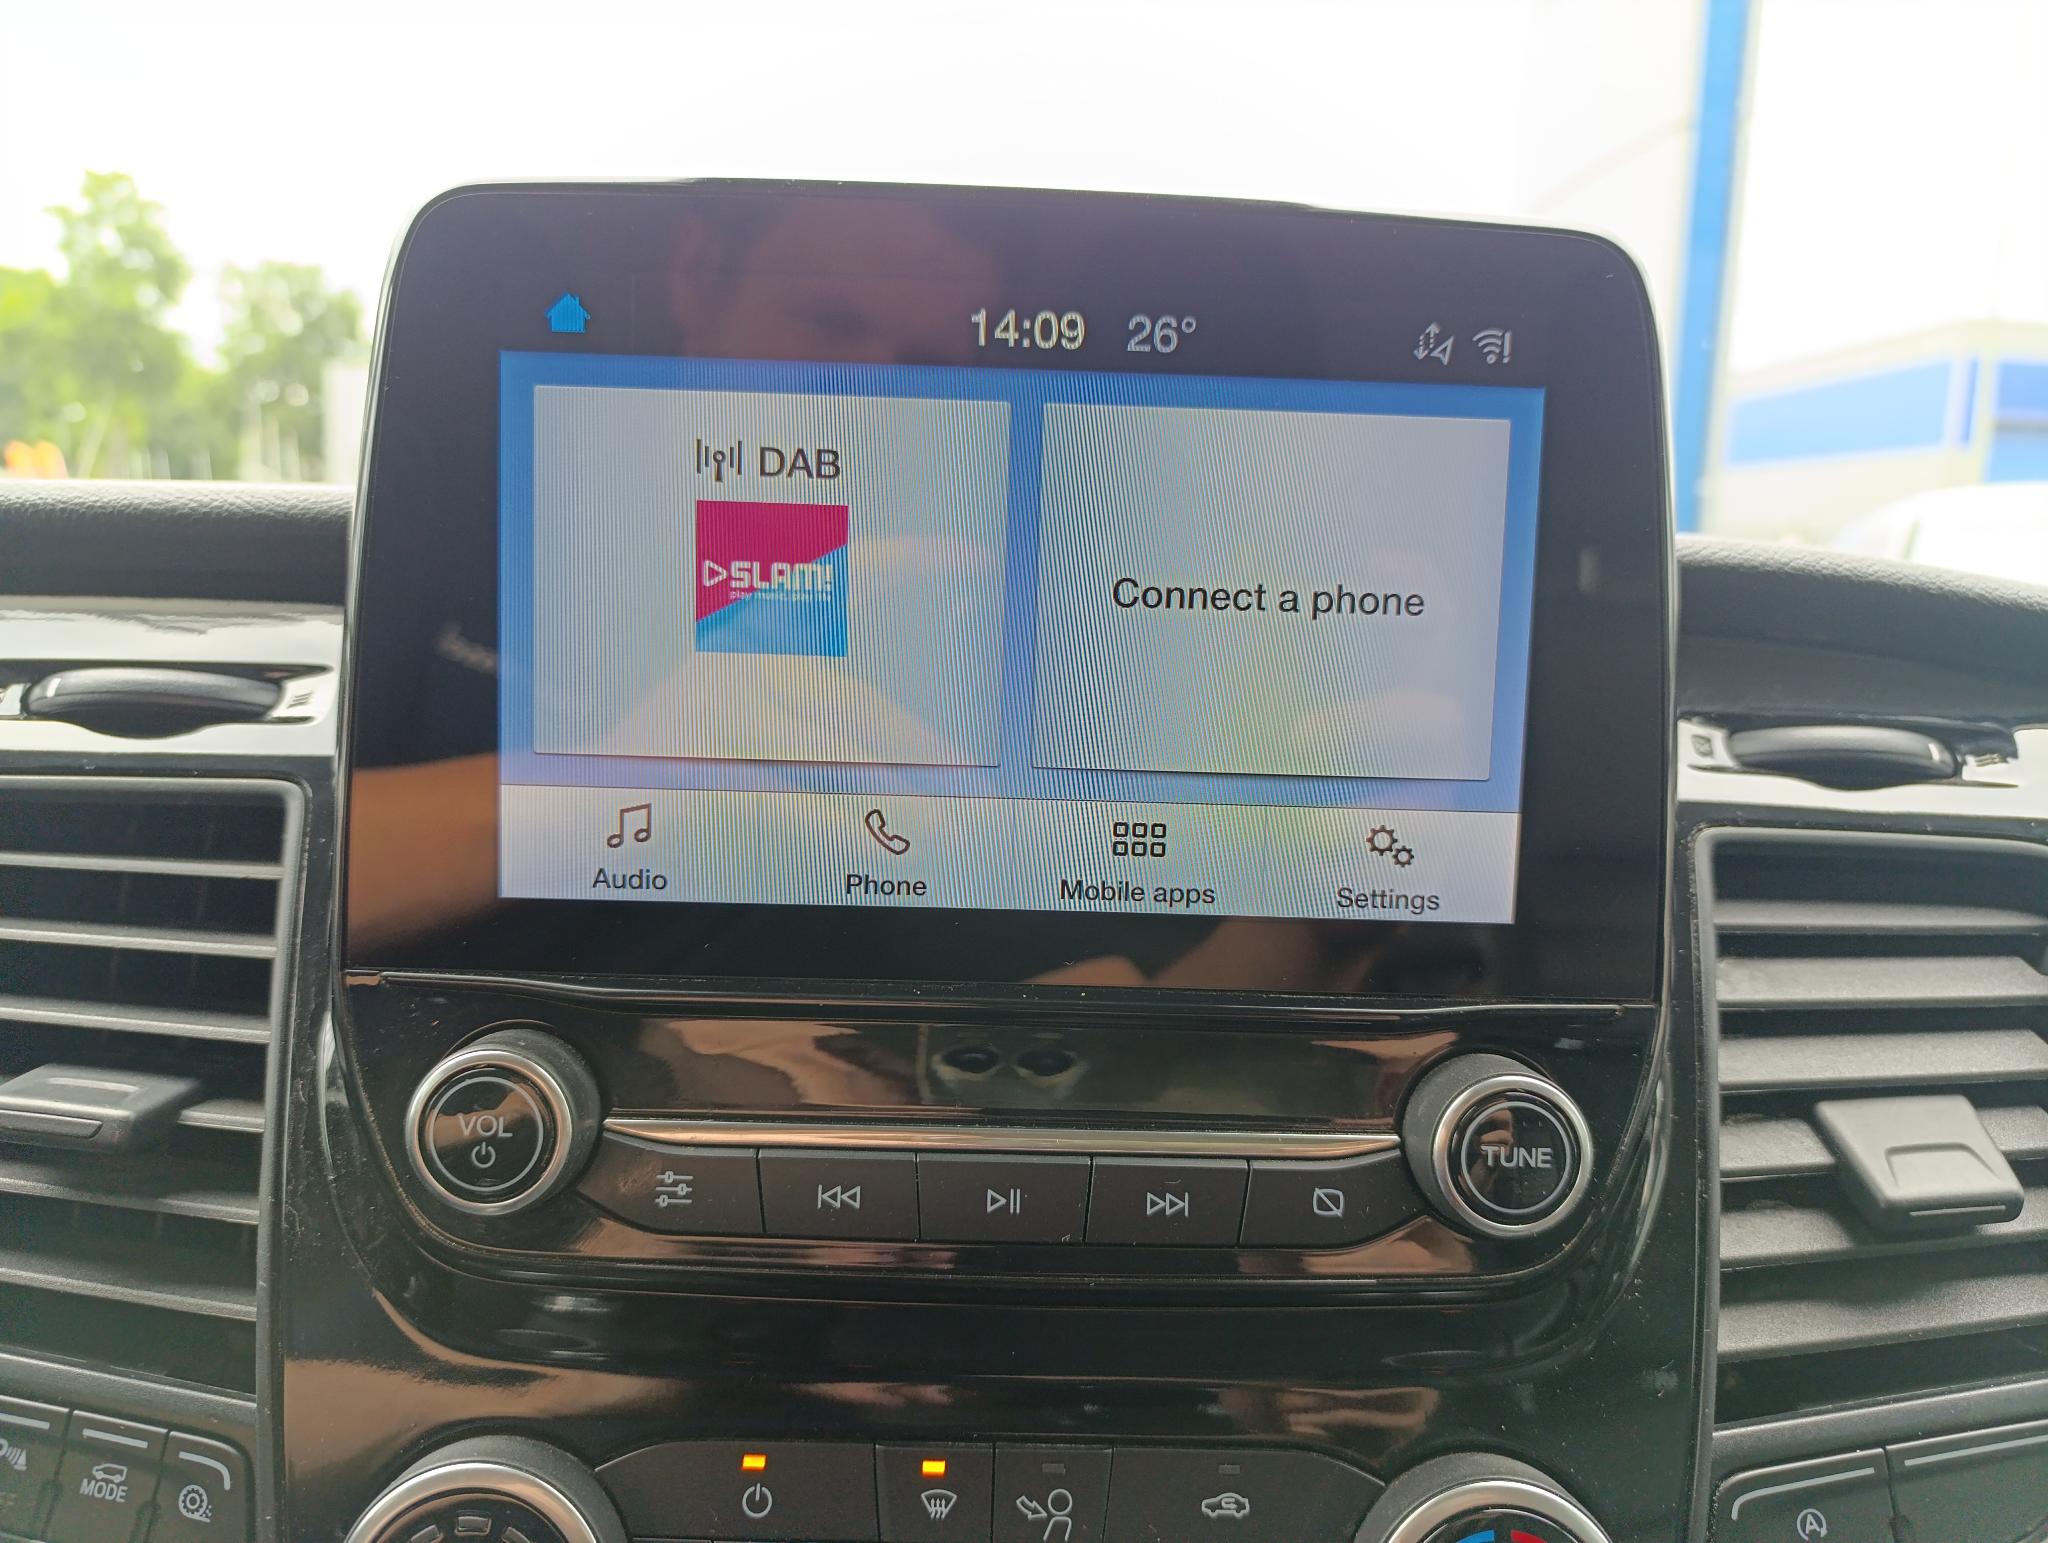 14:09 26°
DAB
SLAM!
Connect a phone
Audio
Phone
Mobile apps
Settings
VOL
TUNE
MODE
A